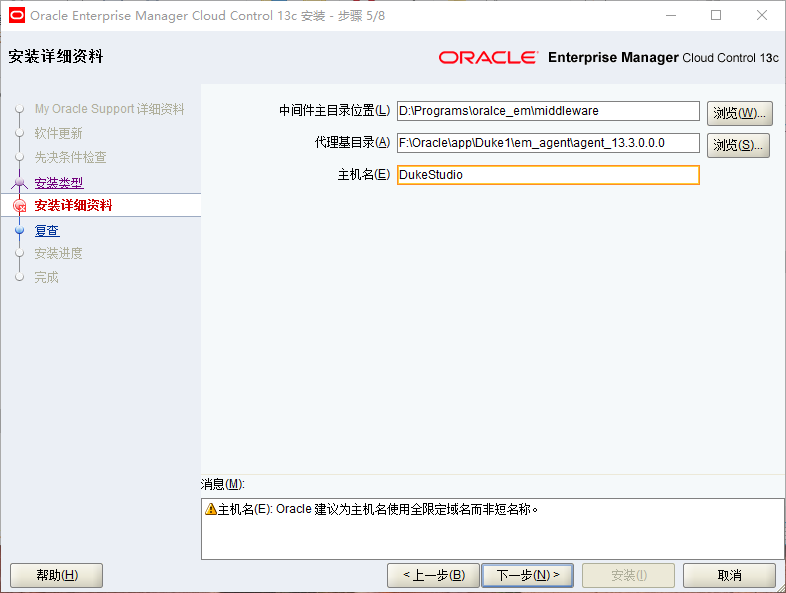 Oracle Enterprise Manager Cloud Control 13c 安装 - 步骤 5/8
安装详细资料
ORACLE Enterprise Manager Cloud Control 13c
My Oracle Support 详细资料
软件更新
先决条件检查
安装类型
安装详细资料
复查
安装进度
完成
中间件主目录位置(L) D:\Programs\oralce_em\middleware 浏览(W)...
代理基目录(A) F:\Oracle\app\Duke1\em_agent\agent_13.3.0.0.0 浏览(S)...
主机名(E) DukeStudio
消息(M):
主机名(E): Oracle 建议为主机名使用全限定域名而非短名称。
帮助(H) < 上一步(B) 下一步(N) > 安装(I) 取消